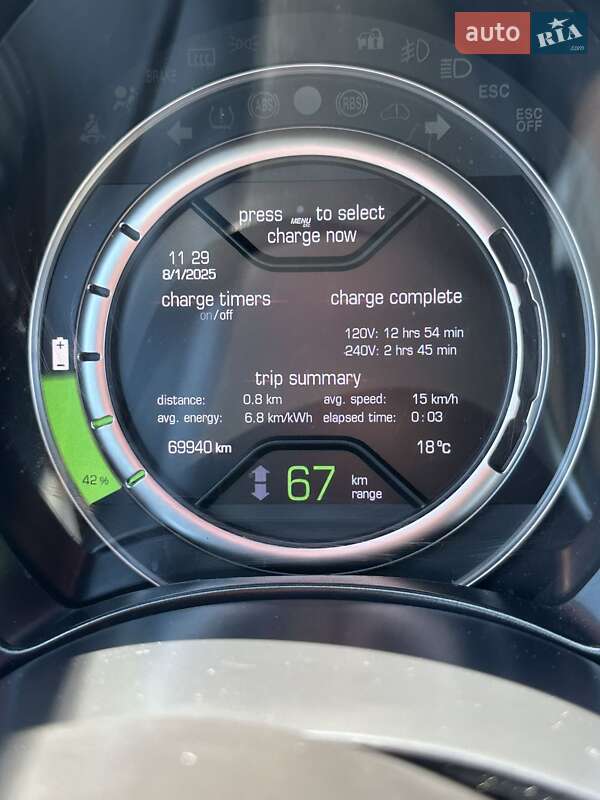 auto RIA.com
BRAKE
ABS
RBS
ESC
ESC
OFF
press MENU to select
charge now
11 29
8/1/2025
charge timers
on/off
charge complete
120V: 12 hrs 54 min
240V: 2 hrs 45 min
trip summary
distance: 0.8 km avg. speed: 15 km/h
avg. energy: 6.8 km/kWh elapsed time: 0:03
69940 km 18°C
42%
67 km
range